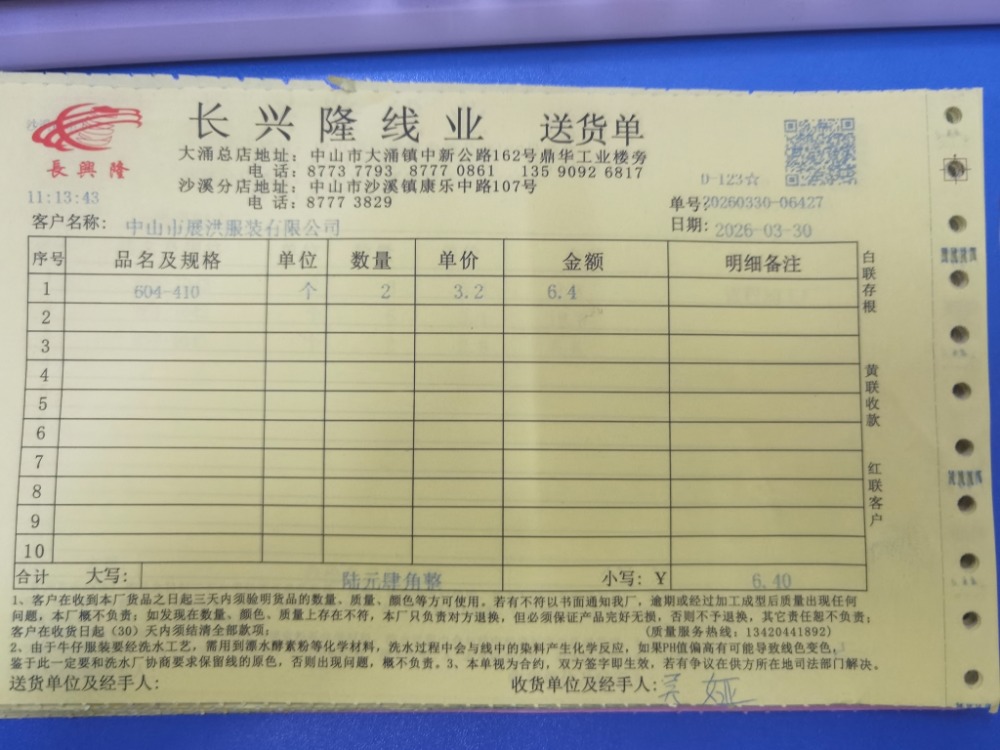 长兴隆线业 送货单
長興隆
大涌总店地址：中山市大涌镇中新公路162号鼎华工业楼旁
电话：8773 7793 8777 0861 135 9092 6817
沙溪分店地址：中山市沙溪镇康乐中路107号
电话：8777 3829
D-123☆
11:13:43
单号:20260330-06427
客户名称： 中山市展洪服装有限公司
日期: 2026-03-30
序号 品名及规格 单位 数量 单价 金额 明细备注
1 604-410 个 2 3.2 6.4
2
3
4
5
6
7
8
9
10
白联存根
黄联收款
红联客户
合计 大写： 陆元肆角整 小写：¥ 6.40
1、客户在收到本厂货品之日起三天内须验明货品的数量、质量、颜色等方可使用。若有不符以书面通知我厂，逾期或经过加工成型后质量出现任何
问题，本厂概不负责；如发现在数量、颜色、质量上存在不符，本厂只负责对方退换，但必须保证产品完好无损，否则不予退换，其它责任恕不负责；
客户在收货日起（30）天内须结清全部款项； (质量服务热线：13420441892)
2、由于牛仔服装要经洗水工艺，需用到漂水酵素粉等化学材料，洗水过程中会与线中的染料产生化学反应，如果PH值偏高有可能导致线色变色，
鉴于此一定要和洗水厂协商要求保留线的原色，否则出现问题，概不负责。3、本单视为合约，双方签字即生效，若有争议在供方所在地司法部门解决。
送货单位及经手人： 收货单位及经手人: